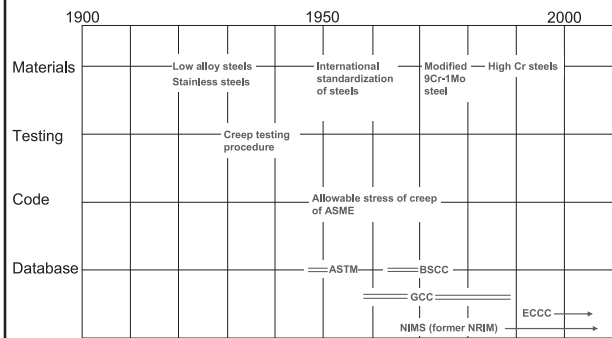 1900 1950 2000
Materials
Low alloy steels
Stainless steels
International
standardization
of steels
Modified
9Cr-1Mo
steel
High Cr steels
Testing
Creep testing
procedure
Code
Allowable stress of creep
of ASME
Database
ASTM
BSCC
GCC
ECCC
NIMS (former NRIM)